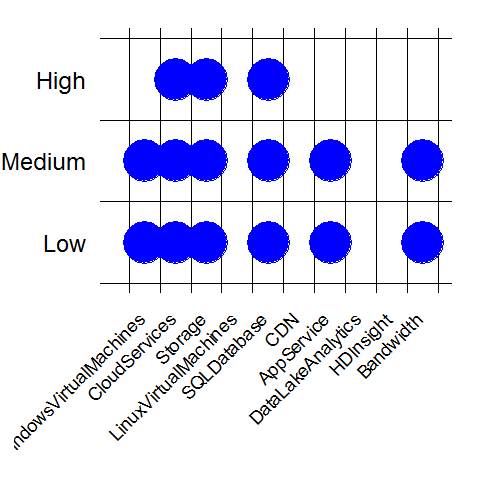 High
Medium
Low
ndowsVirtualMachines
CloudServices
Storage
LinuxVirtualMachines
SQLDatabase
CDN
AppService
DataLakeAnalytics
HDInsight
Bandwidth